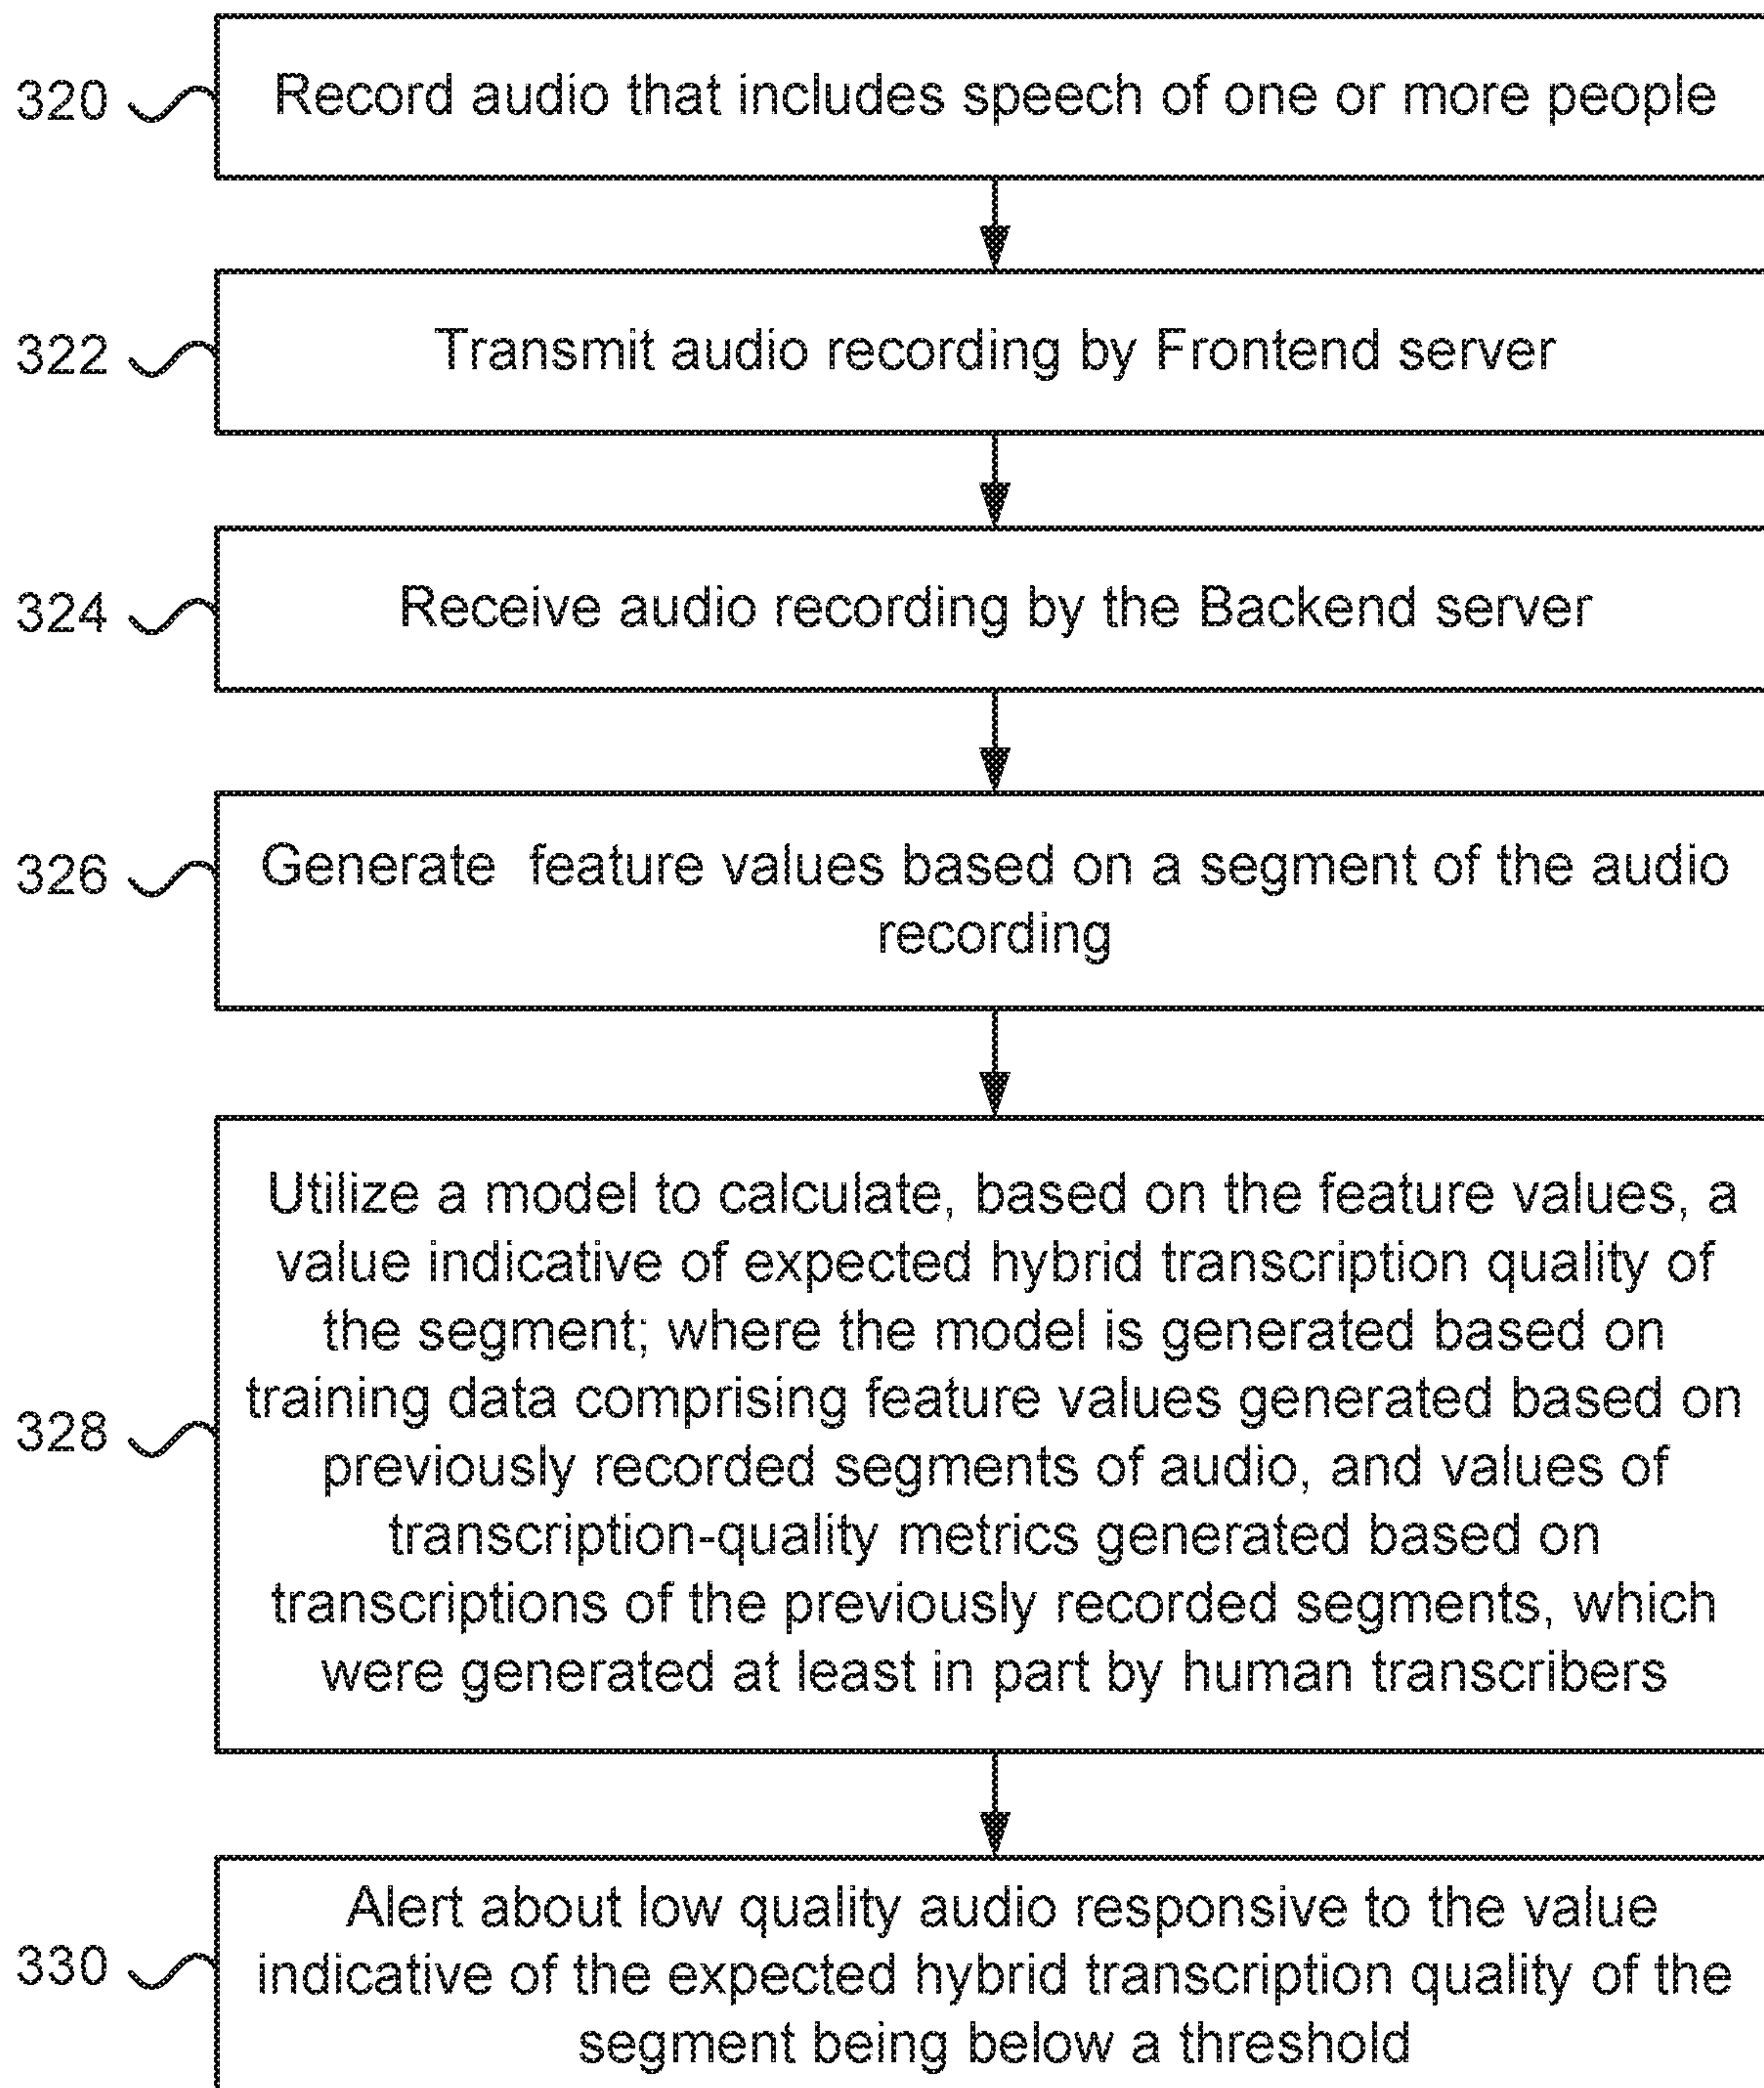 320
Record audio that includes speech of one or more people
322
Transmit audio recording by Frontend server
324
Receive audio recording by the Backend server
326
Generate feature values based on a segment of the audio
recording
328
Utilize a model to calculate, based on the feature values, a
value indicative of expected hybrid transcription quality of
the segment; where the model is generated based on
training data comprising feature values generated based on
previously recorded segments of audio, and values of
transcription-quality metrics generated based on
transcriptions of the previously recorded segments, which
were generated at least in part by human transcribers
330
Alert about low quality audio responsive to the value
indicative of the expected hybrid transcription quality of the
segment being below a threshold